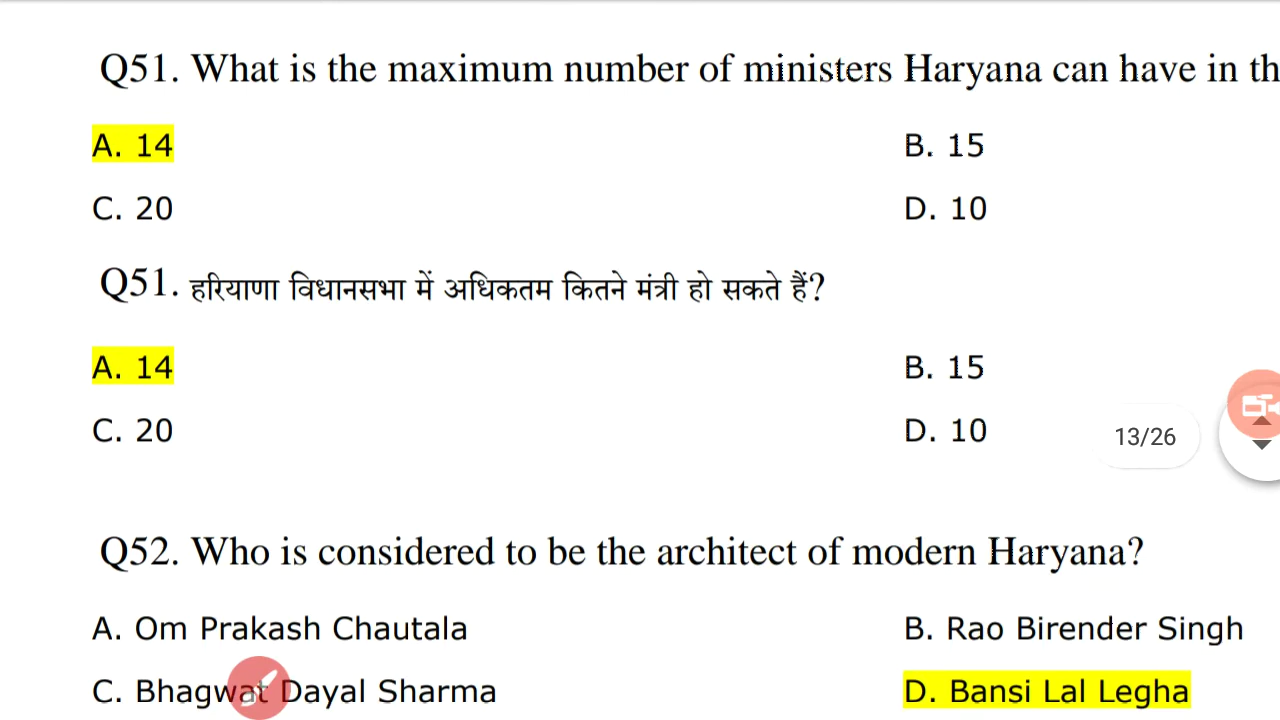 Q51. What is the maximum number of ministers Haryana can have in th
A. 14 B. 15
C. 20 D. 10
Q51. हरियाणा विधानसभा में अधिकतम कितने मंत्री हो सकते हैं?
A. 14 B. 15
C. 20 D. 10
13/26
Q52. Who is considered to be the architect of modern Haryana?
A. Om Prakash Chautala B. Rao Birender Singh
C. Bhagwat Dayal Sharma D. Bansi Lal Legha